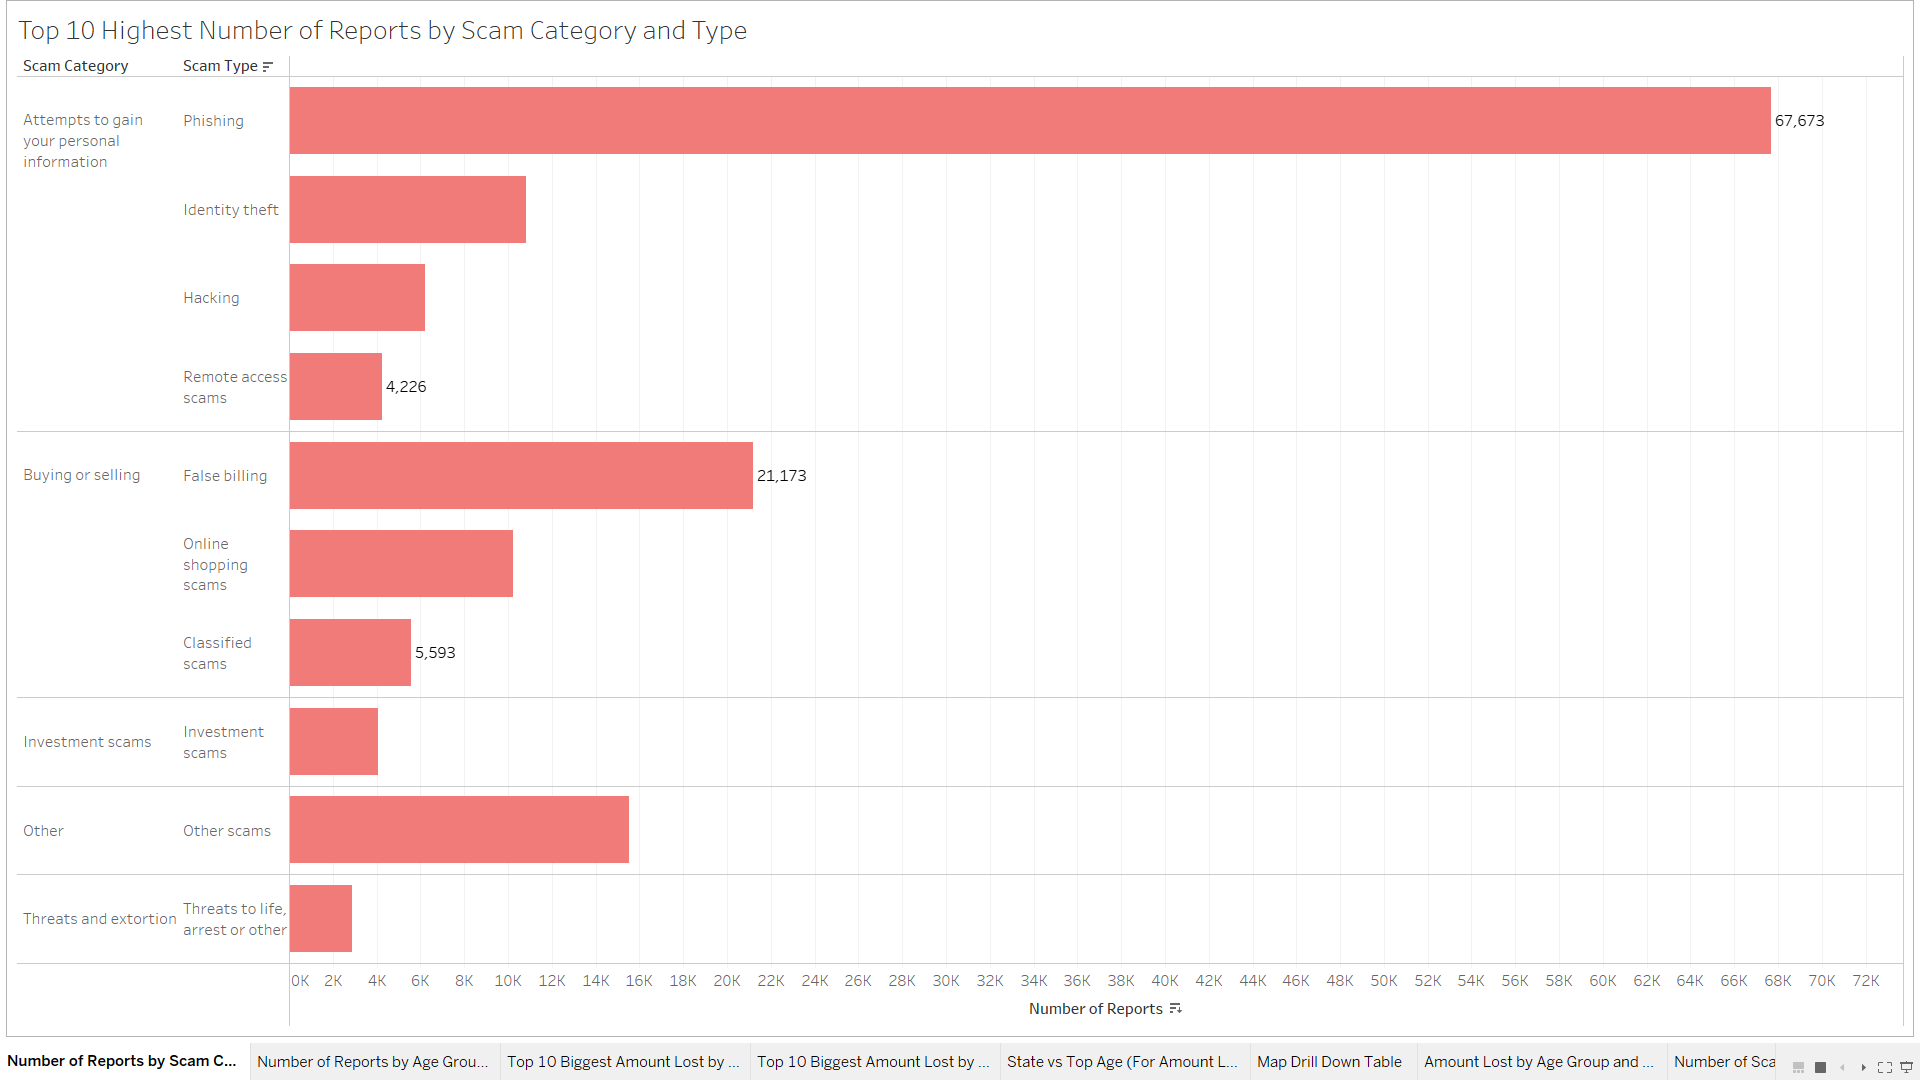 Top 10 Highest Number of Reports by Scam Category and Type
Scam Category Scam Type
Attempts to gain
your personal
information
Phishing
67,673
Identity theft
Hacking
Remote access
scams
4,226
Buying or selling
False billing
21,173
Online
shopping
scams
Classified
scams
5,593
Investment scams
Investment
scams
Other
Other scams
Threats and extortion
Threats to life,
arrest or other
0K 2K 4K 6K 8K 10K 12K 14K 16K 18K 20K 22K 24K 26K 28K 30K 32K 34K 36K 38K 40K 42K 44K 46K 48K 50K 52K 54K 56K 58K 60K 62K 64K 66K 68K 70K 72K
Number of Reports
Number of Reports by Scam C... Number of Reports by Age Grou... Top 10 Biggest Amount Lost by ... Top 10 Biggest Amount Lost by ... State vs Top Age (For Amount L... Map Drill Down Table Amount Lost by Age Group and ... Number of Sca